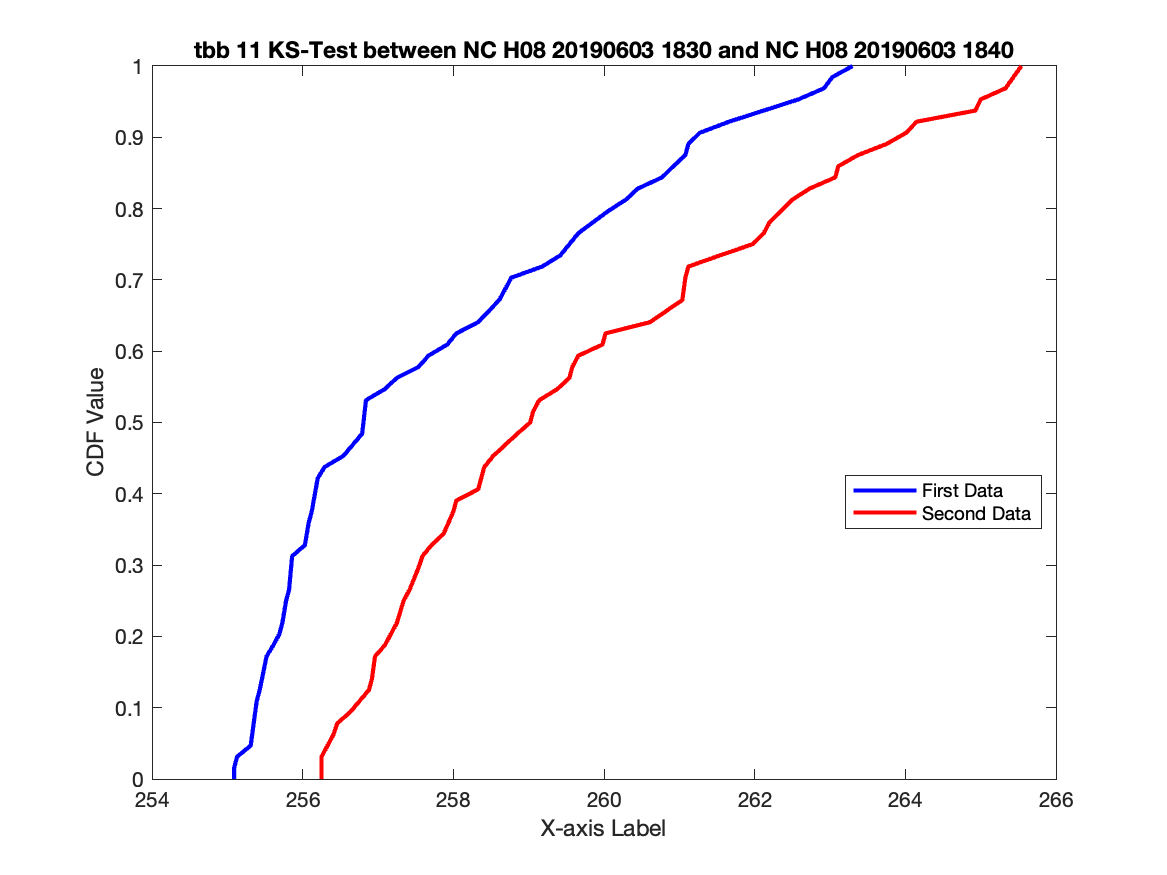 tbb 11 KS-Test between NC H08 20190603 1830 and NC H08 20190603 1840
1
0.9
0.8
0.7
0.6
0.5
0.4
0.3
0.2
0.1
0
CDF Value
First Data
Second Data
254 256 258 260 262 264 266
X-axis Label